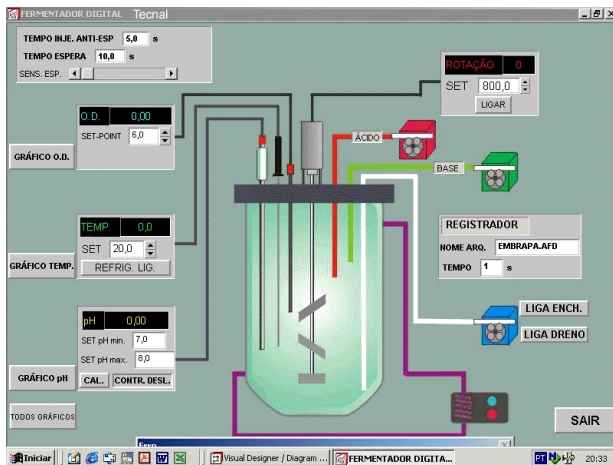 FERMENTADOR DIGITAL Tecnal
TEMPO INJE. ANTI-ESP 5,0 s
TEMPO ESPERA 10,0 s
SENS. ESP.
ROTAÇÃO 0
SET 800,0
LIGAR
O.D. 0,00
SET-POINT 6,0
GRÁFICO O.D.
ÁCIDO
BASE
TEMP. 0,0
SET 20,0
REFRIG. LIG.
GRÁFICO TEMP.
REGISTRADOR
NOME ARQ. EMBRAPA.AFD
TEMPO 1 s
pH 0,00
SET pH min. 7,0
SET pH max. 8,0
CAL. CONTR. DESL.
GRÁFICO pH
LIGA ENCH.
LIGA DRENO
TODOS GRÁFICOS
SAIR
Erro
Iniciar
Visual Designer / Diagram ...
FERMENTADOR DIGITA...
PT
20:33